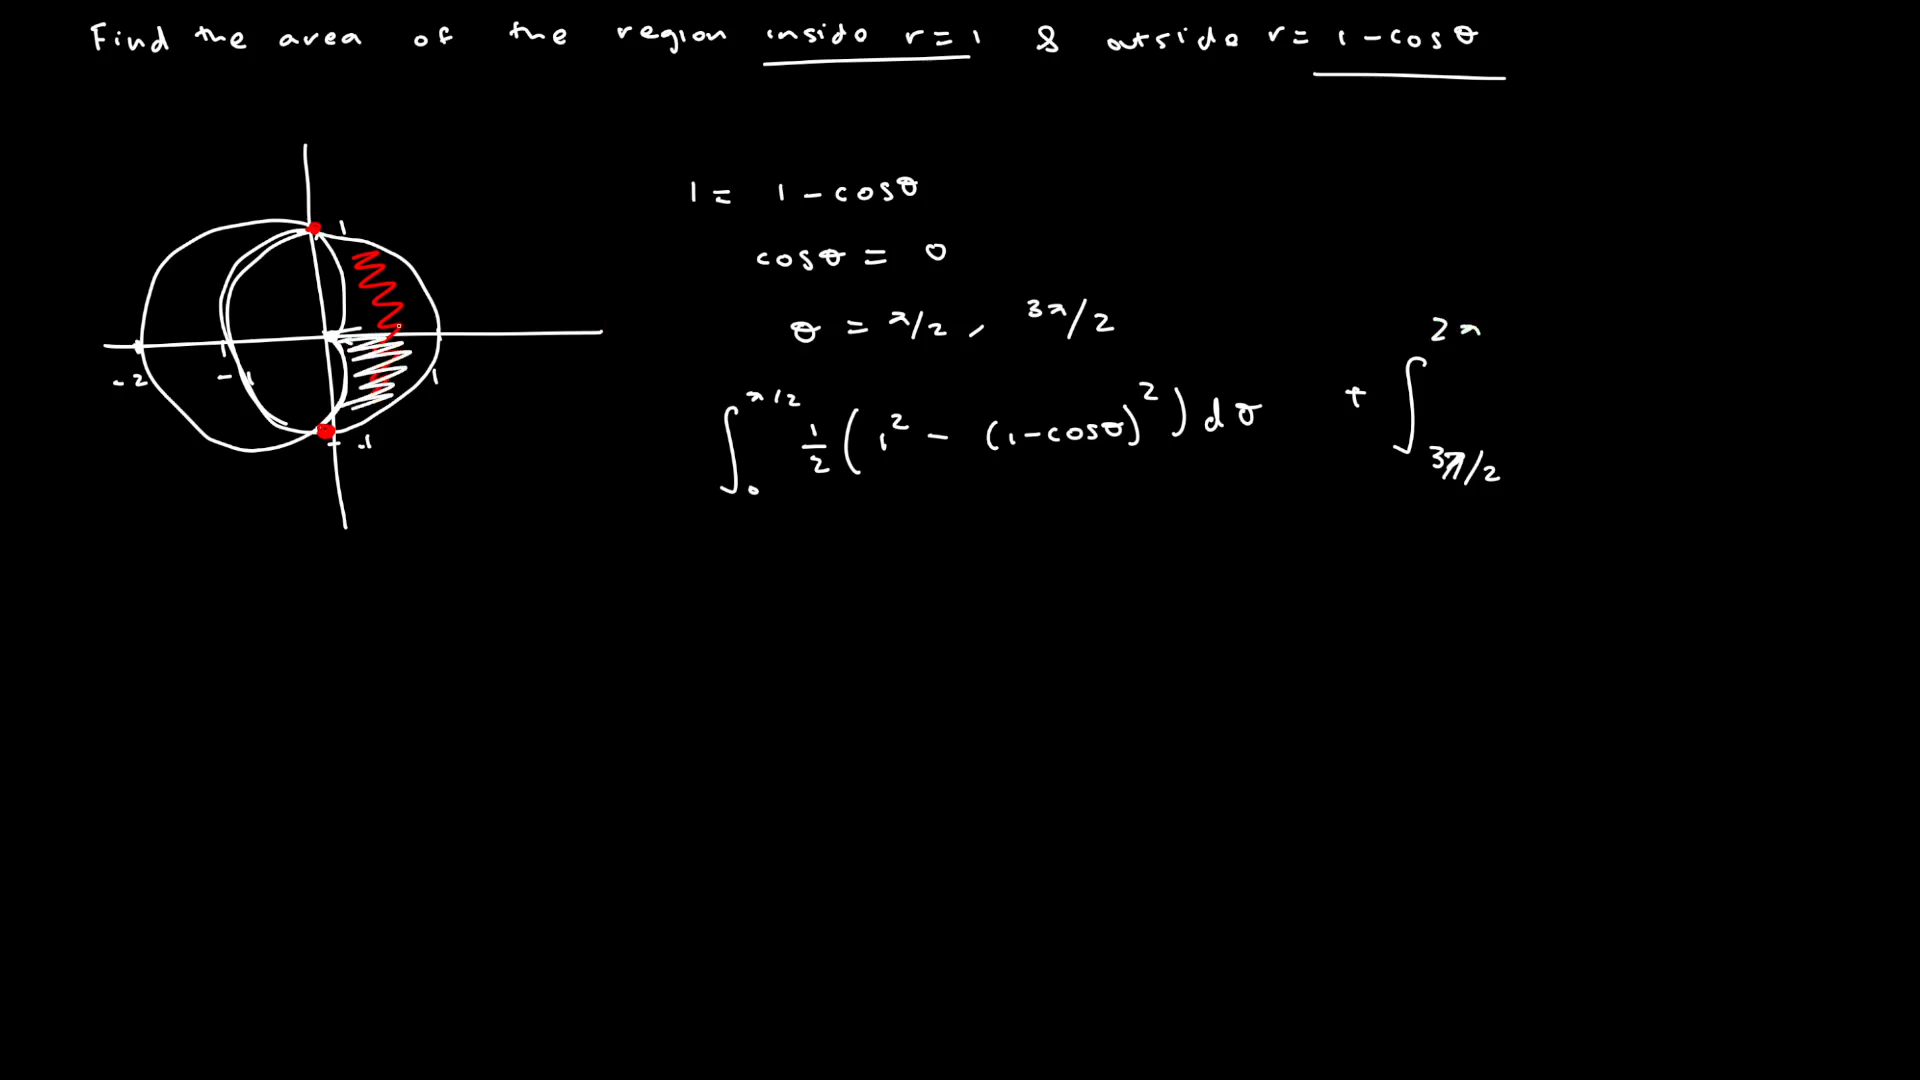 Find the area of the region inside r = 1 & outside r = 1 - cosθ
1 = 1 - cosθ
cosθ = 0
θ = π/2, 3π/2
∫₀^(π/2) 1/2 (1² - (1-cosθ)²) dθ + ∫_(3π/2)^(2π)
1
-2 -1 1
-1